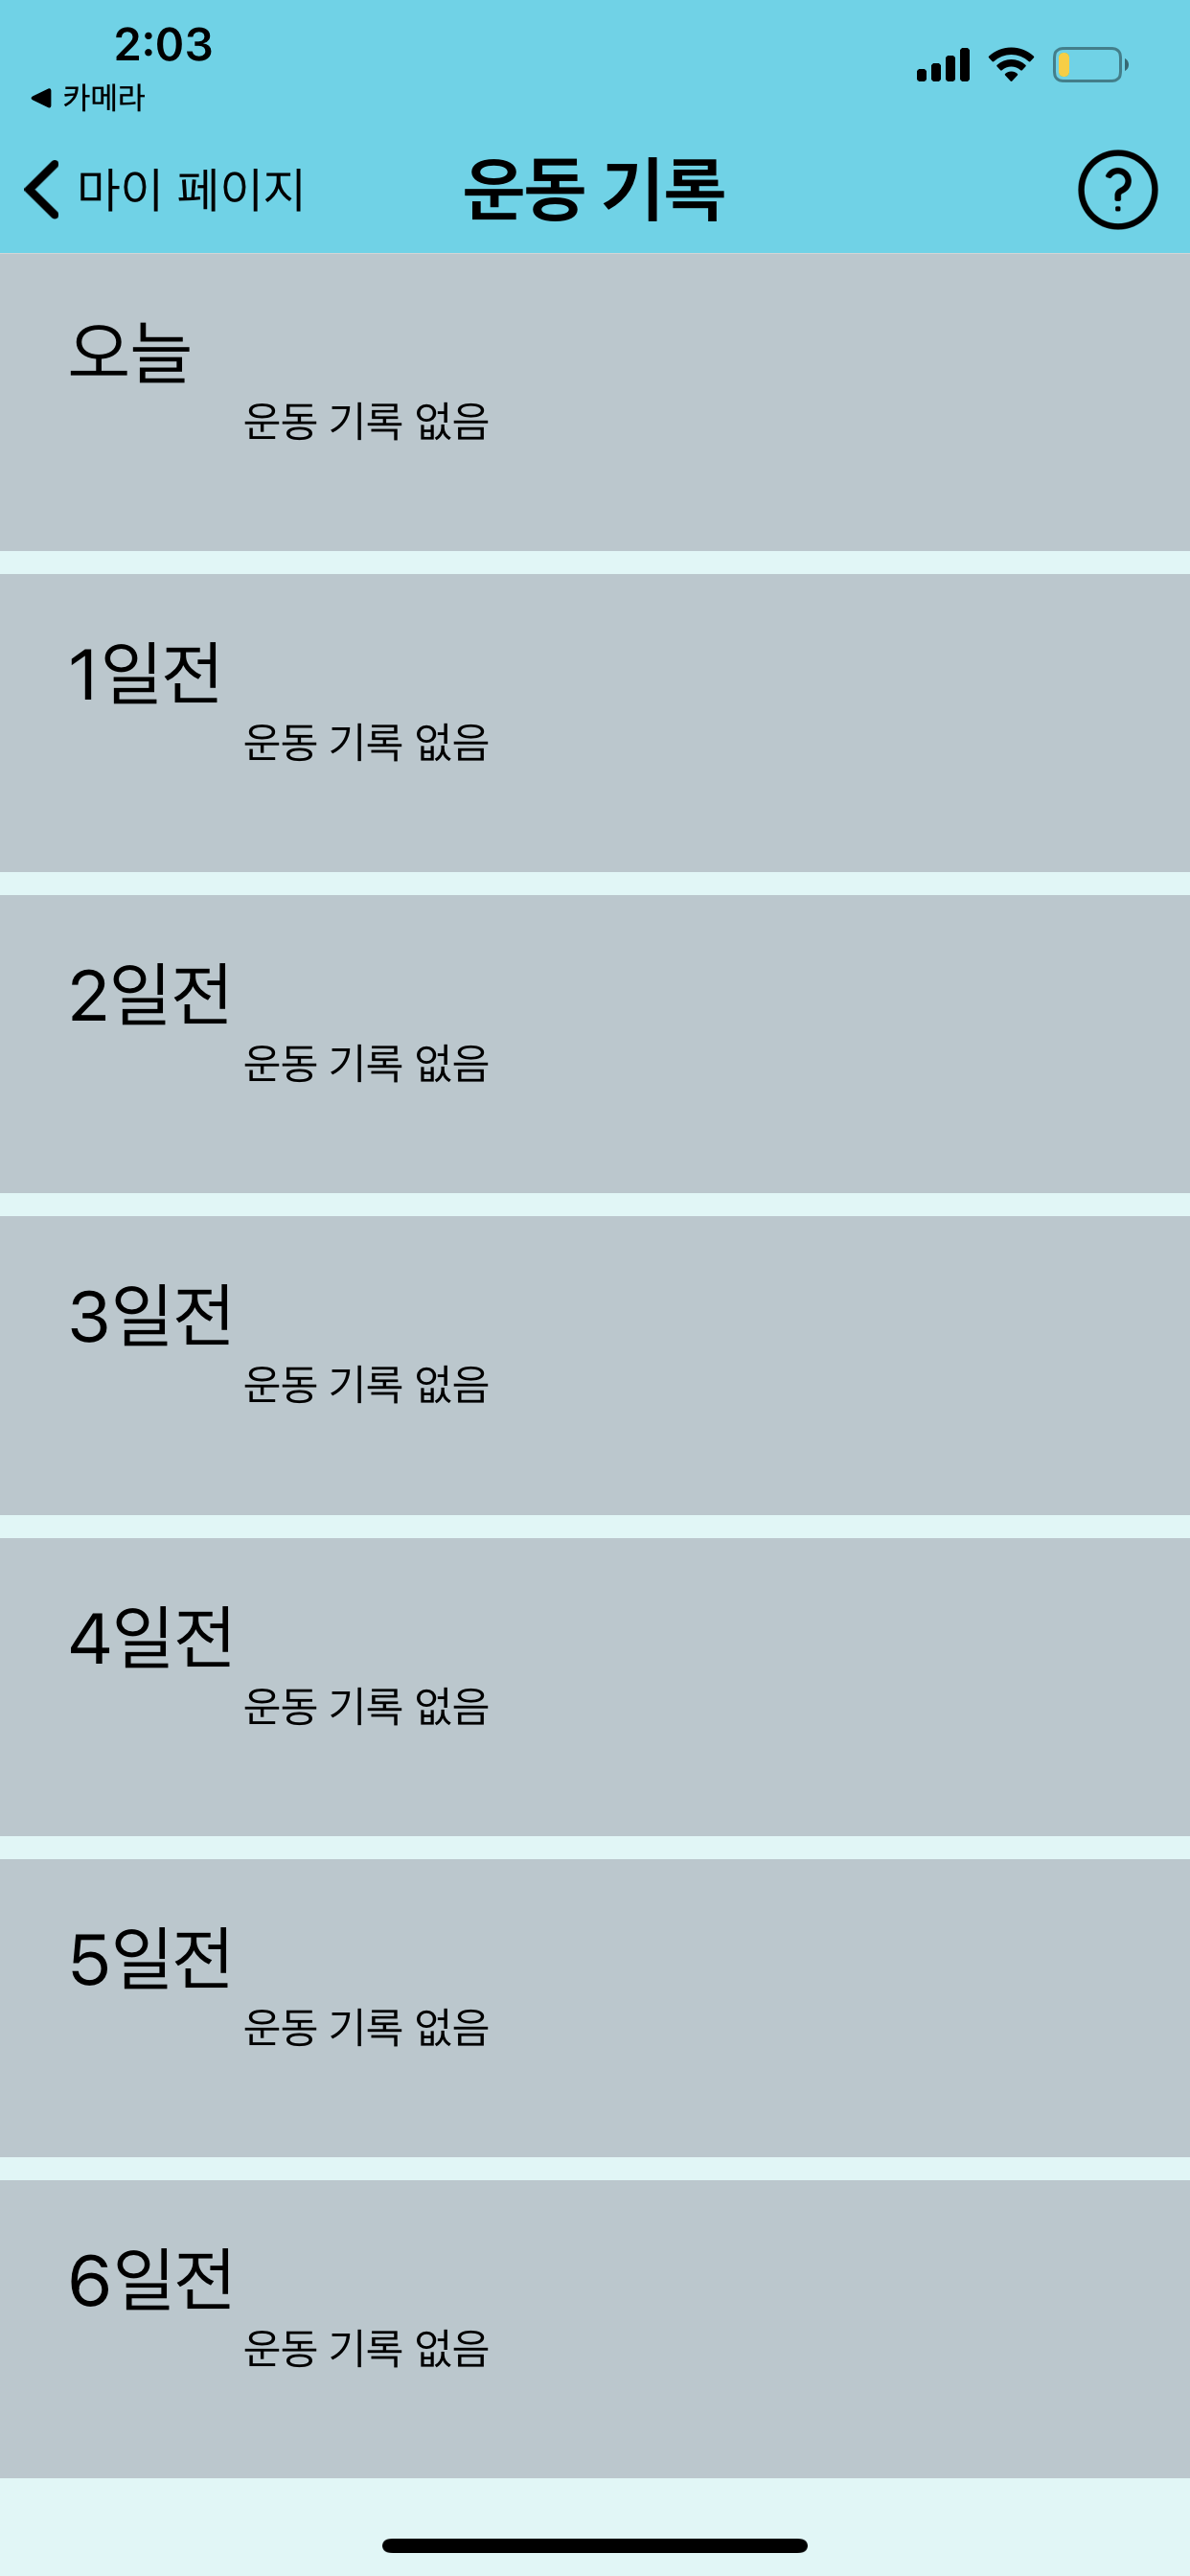 2:03
◀ 카메라
마이 페이지
운동 기록
?
오늘
운동 기록 없음
1일전
운동 기록 없음
2일전
운동 기록 없음
3일전
운동 기록 없음
4일전
운동 기록 없음
5일전
운동 기록 없음
6일전
운동 기록 없음